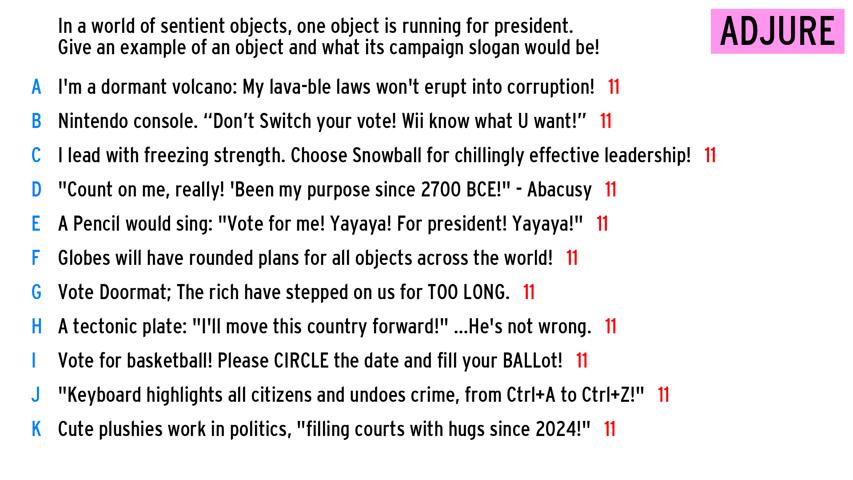 In a world of sentient objects, one object is running for president.
Give an example of an object and what its campaign slogan would be!
ADJURE
A I'm a dormant volcano: My lava-ble laws won't erupt into corruption! 11
B Nintendo console. “Don’t Switch your vote! Wii know what U want!” 11
C I lead with freezing strength. Choose Snowball for chillingly effective leadership! 11
D "Count on me, really! 'Been my purpose since 2700 BCE!" - Abacusy 11
E A Pencil would sing: "Vote for me! Yayaya! For president! Yayaya!" 11
F Globes will have rounded plans for all objects across the world! 11
G Vote Doormat; The rich have stepped on us for TOO LONG. 11
H A tectonic plate: "I'll move this country forward!" ...He's not wrong. 11
I Vote for basketball! Please CIRCLE the date and fill your BALLot! 11
J "Keyboard highlights all citizens and undoes crime, from Ctrl+A to Ctrl+Z!" 11
K Cute plushies work in politics, "filling courts with hugs since 2024!" 11